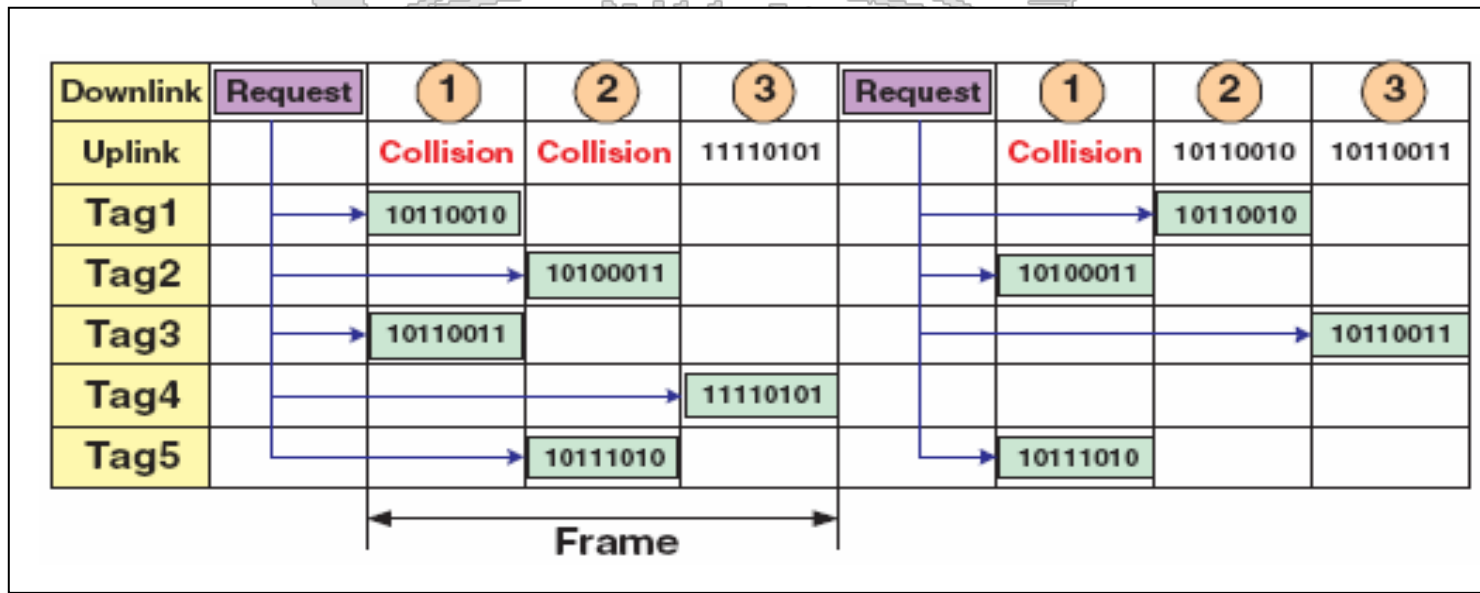 Downlink Request 1 2 3 Request 1 2 3
Uplink Collision Collision 11110101 Collision 10110010 10110011
Tag1 10110010 10110010
Tag2 10100011 10100011
Tag3 10110011 10110011
Tag4 11110101
Tag5 10111010 10111010
Frame